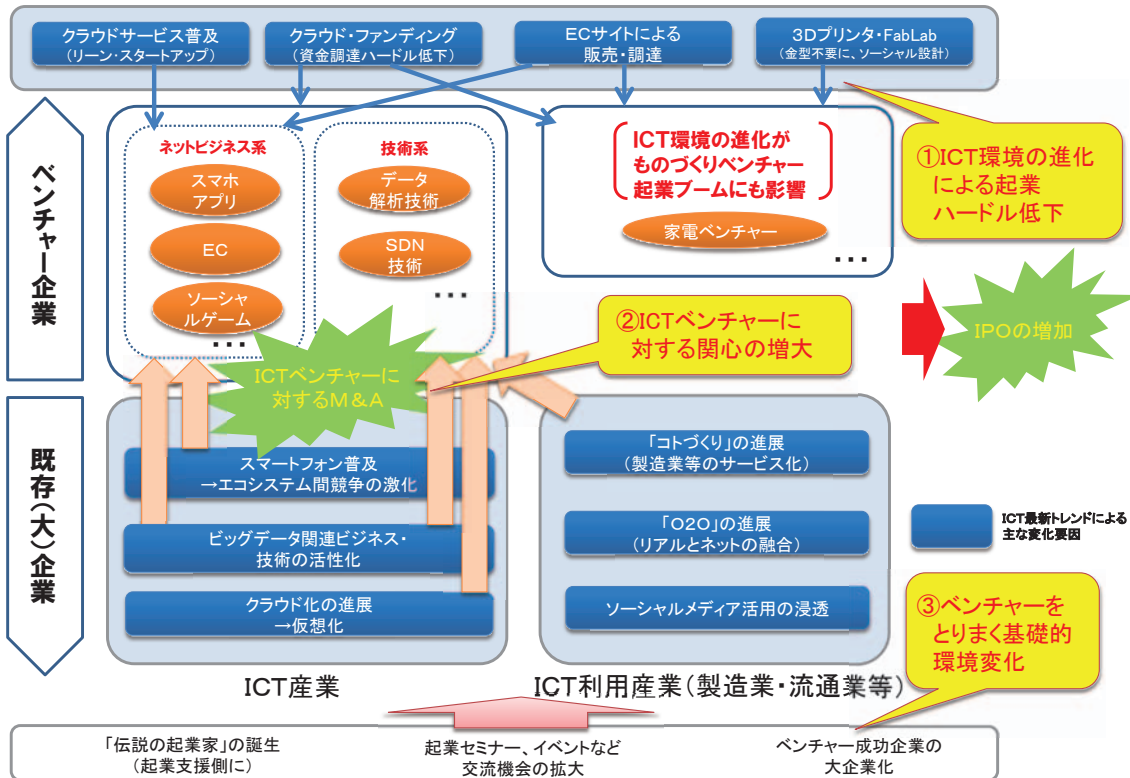 クラウドサービス普及
(リーン・スタートアップ)
クラウド・ファンディング
(資金調達ハードル低下)
ECサイトによる
販売・調達
3Dプリンタ・FabLab
(金型不要に、ソーシャル設計)
ベンチャー企業
ネットビジネス系
スマホ
アプリ
EC
ソーシャ
ルゲーム
・・・
技術系
データ
解析技術
SDN
技術
・・・
ICT環境の進化が
ものづくりベンチャー
起業ブームにも影響
家電ベンチャー
・・・
①ICT環境の進化
による起業
ハードル低下
②ICTベンチャーに
対する関心の増大
IPOの増加
ICTベンチャーに
対するM&A
既存(大)企業
スマートフォン普及
→エコシステム間競争の激化
ビッグデータ関連ビジネス・
技術の活性化
クラウド化の進展
→仮想化
ICT産業
「コトづくり」の進展
(製造業等のサービス化)
「O2O」の進展
(リアルとネットの融合)
ソーシャルメディア活用の浸透
ICT利用産業(製造業・流通業等)
ICT最新トレンドによる
主な変化要因
③ベンチャーを
とりまく基礎的
環境変化
「伝説の起業家」の誕生
(起業支援側に)
起業セミナー、イベントなど
交流機会の拡大
ベンチャー成功企業の
大企業化